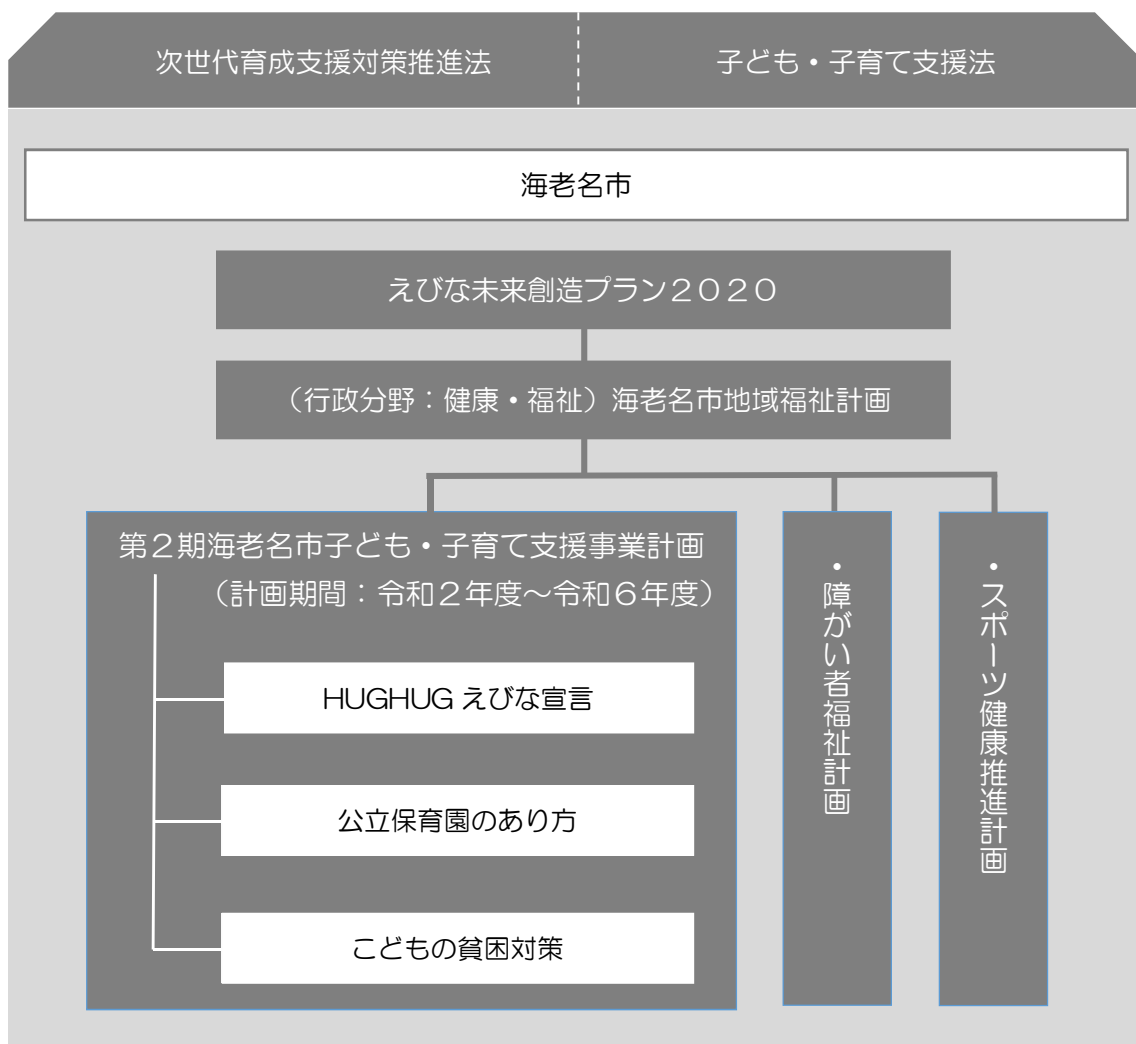 次世代育成支援対策推進法
子ども・子育て支援法
海老名市
えびな未来創造プラン２０２０
（行政分野：健康・福祉）海老名市地域福祉計画
第２期海老名市子ども・子育て支援事業計画
（計画期間：令和２年度～令和６年度）
HUGHUG えびな宣言
公立保育園のあり方
こどもの貧困対策
・障がい者福祉計画
・スポーツ健康推進計画